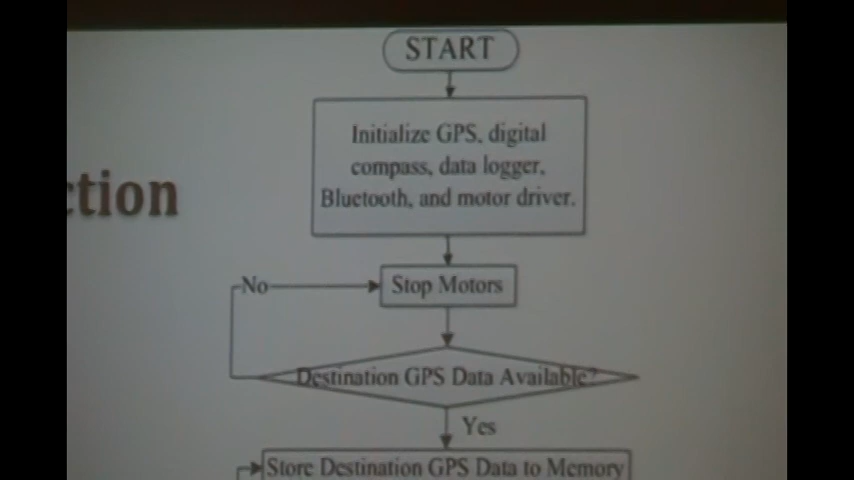 START
Initialize GPS, digital
compass, data logger,
Bluetooth, and motor driver.
ction
No
Stop Motors
Destination GPS Data Available?
Yes
Store Destination GPS Data to Memory